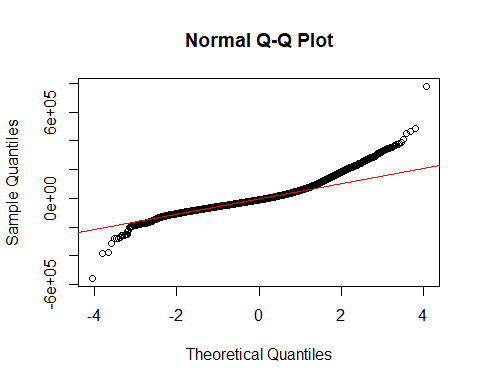 Normal Q-Q Plot
Sample Quantiles
6e+05
0e+00
-6e+05
-4 -2 0 2 4
Theoretical Quantiles